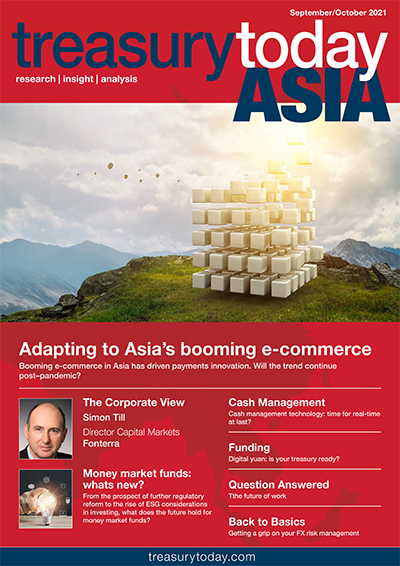 September/October 2021
treasurytoday
research | insight | analysis
ASIA
Adapting to Asia's booming e-commerce
Booming e-commerce in Asia has driven payments innovation. Will the trend continue
post–pandemic?
The Corporate View
Simon Till
Director Capital Markets
Fonterra
Money market funds:
whats new?
From the prospect of further regulatory
reform to the rise of ESG considerations
in investing, what does the future hold for
money market funds?
Cash Management
Cash management technology: time for real-time
at last?
Funding
Digital yuan: is your treasury ready?
Question Answered
Tthe future of work
Back to Basics
Getting a grip on your FX risk management
treasurytoday.com